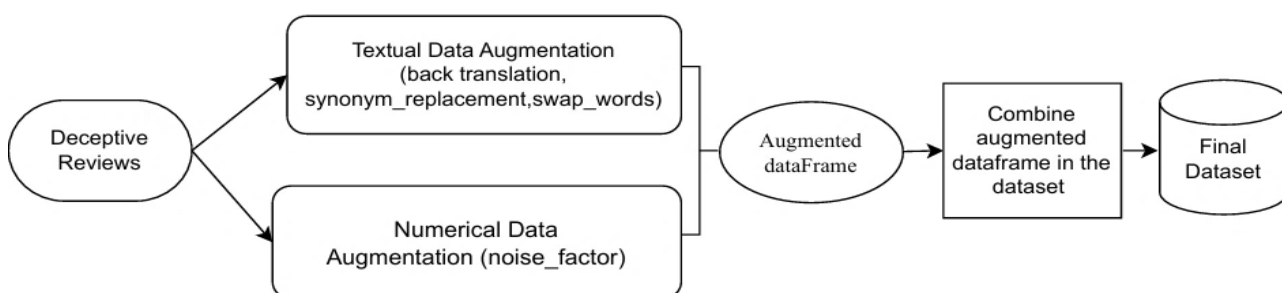 Deceptive
Reviews
Textual Data Augmentation
(back translation,
synonym_replacement,swap_words)
Numerical Data
Augmentation (noise_factor)
Augmented
dataFrame
Combine
augmented
dataframe in the
dataset
Final
Dataset